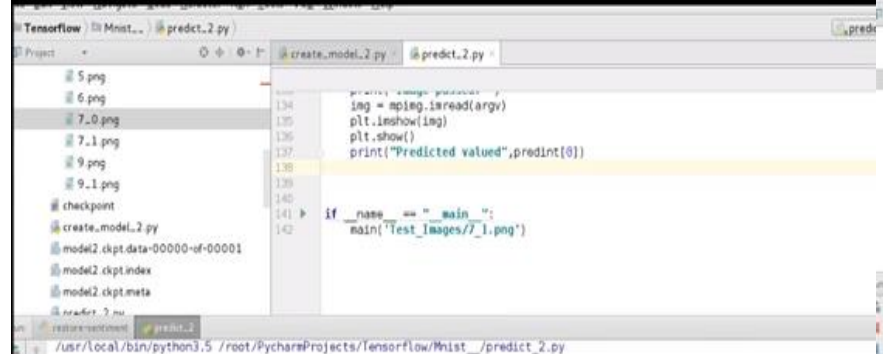 Tensorflow Mnist__ predict_2.py
Project
create_model_2.py predict_2.py
5.png
6.png
7_0.png
7_1.png
9.png
9_1.png
checkpoint
create_model_2.py
model2.ckpt.data-00000-of-00001
model2.ckpt.index
model2.ckpt.meta
134 img = mpimg.imread(argv)
135 plt.imshow(img)
136 plt.show()
137 print("Predicted valued",predint[0])
138
139
140
141 if __name__ == "__main__":
142 main('Test_Images/7_1.png')
restore-sentiment predict_2
/usr/local/bin/python3.5 /root/PycharmProjects/Tensorflow/Mnist__/predict_2.py